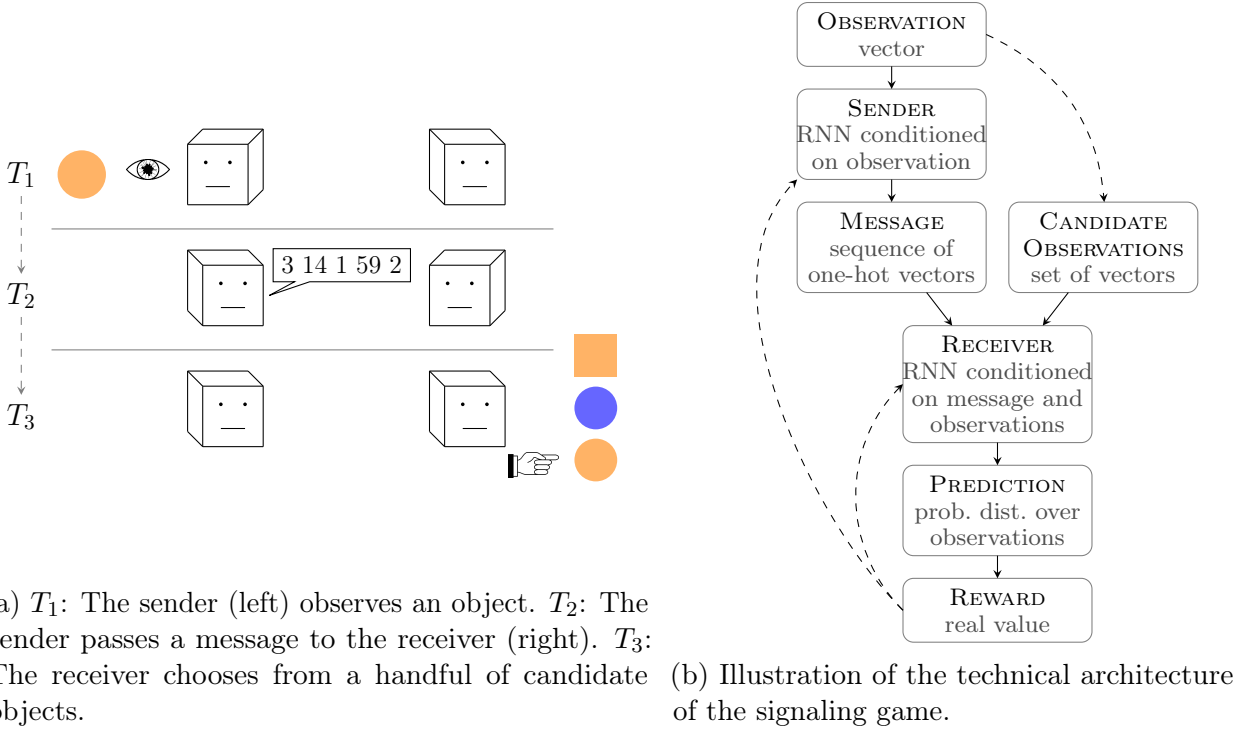 T1
T2
3 14 1 59 2
T3
a) T1: The sender (left) observes an object. T2: The
sender passes a message to the receiver (right). T3:
The receiver chooses from a handful of candidate
objects.
OBSERVATION
vector
SENDER
RNN conditioned
on observation
MESSAGE
sequence of
one-hot vectors
CANDIDATE
OBSERVATIONS
set of vectors
RECEIVER
RNN conditioned
on message and
observations
PREDICTION
prob. dist. over
observations
REWARD
real value
(b) Illustration of the technical architecture
of the signaling game.